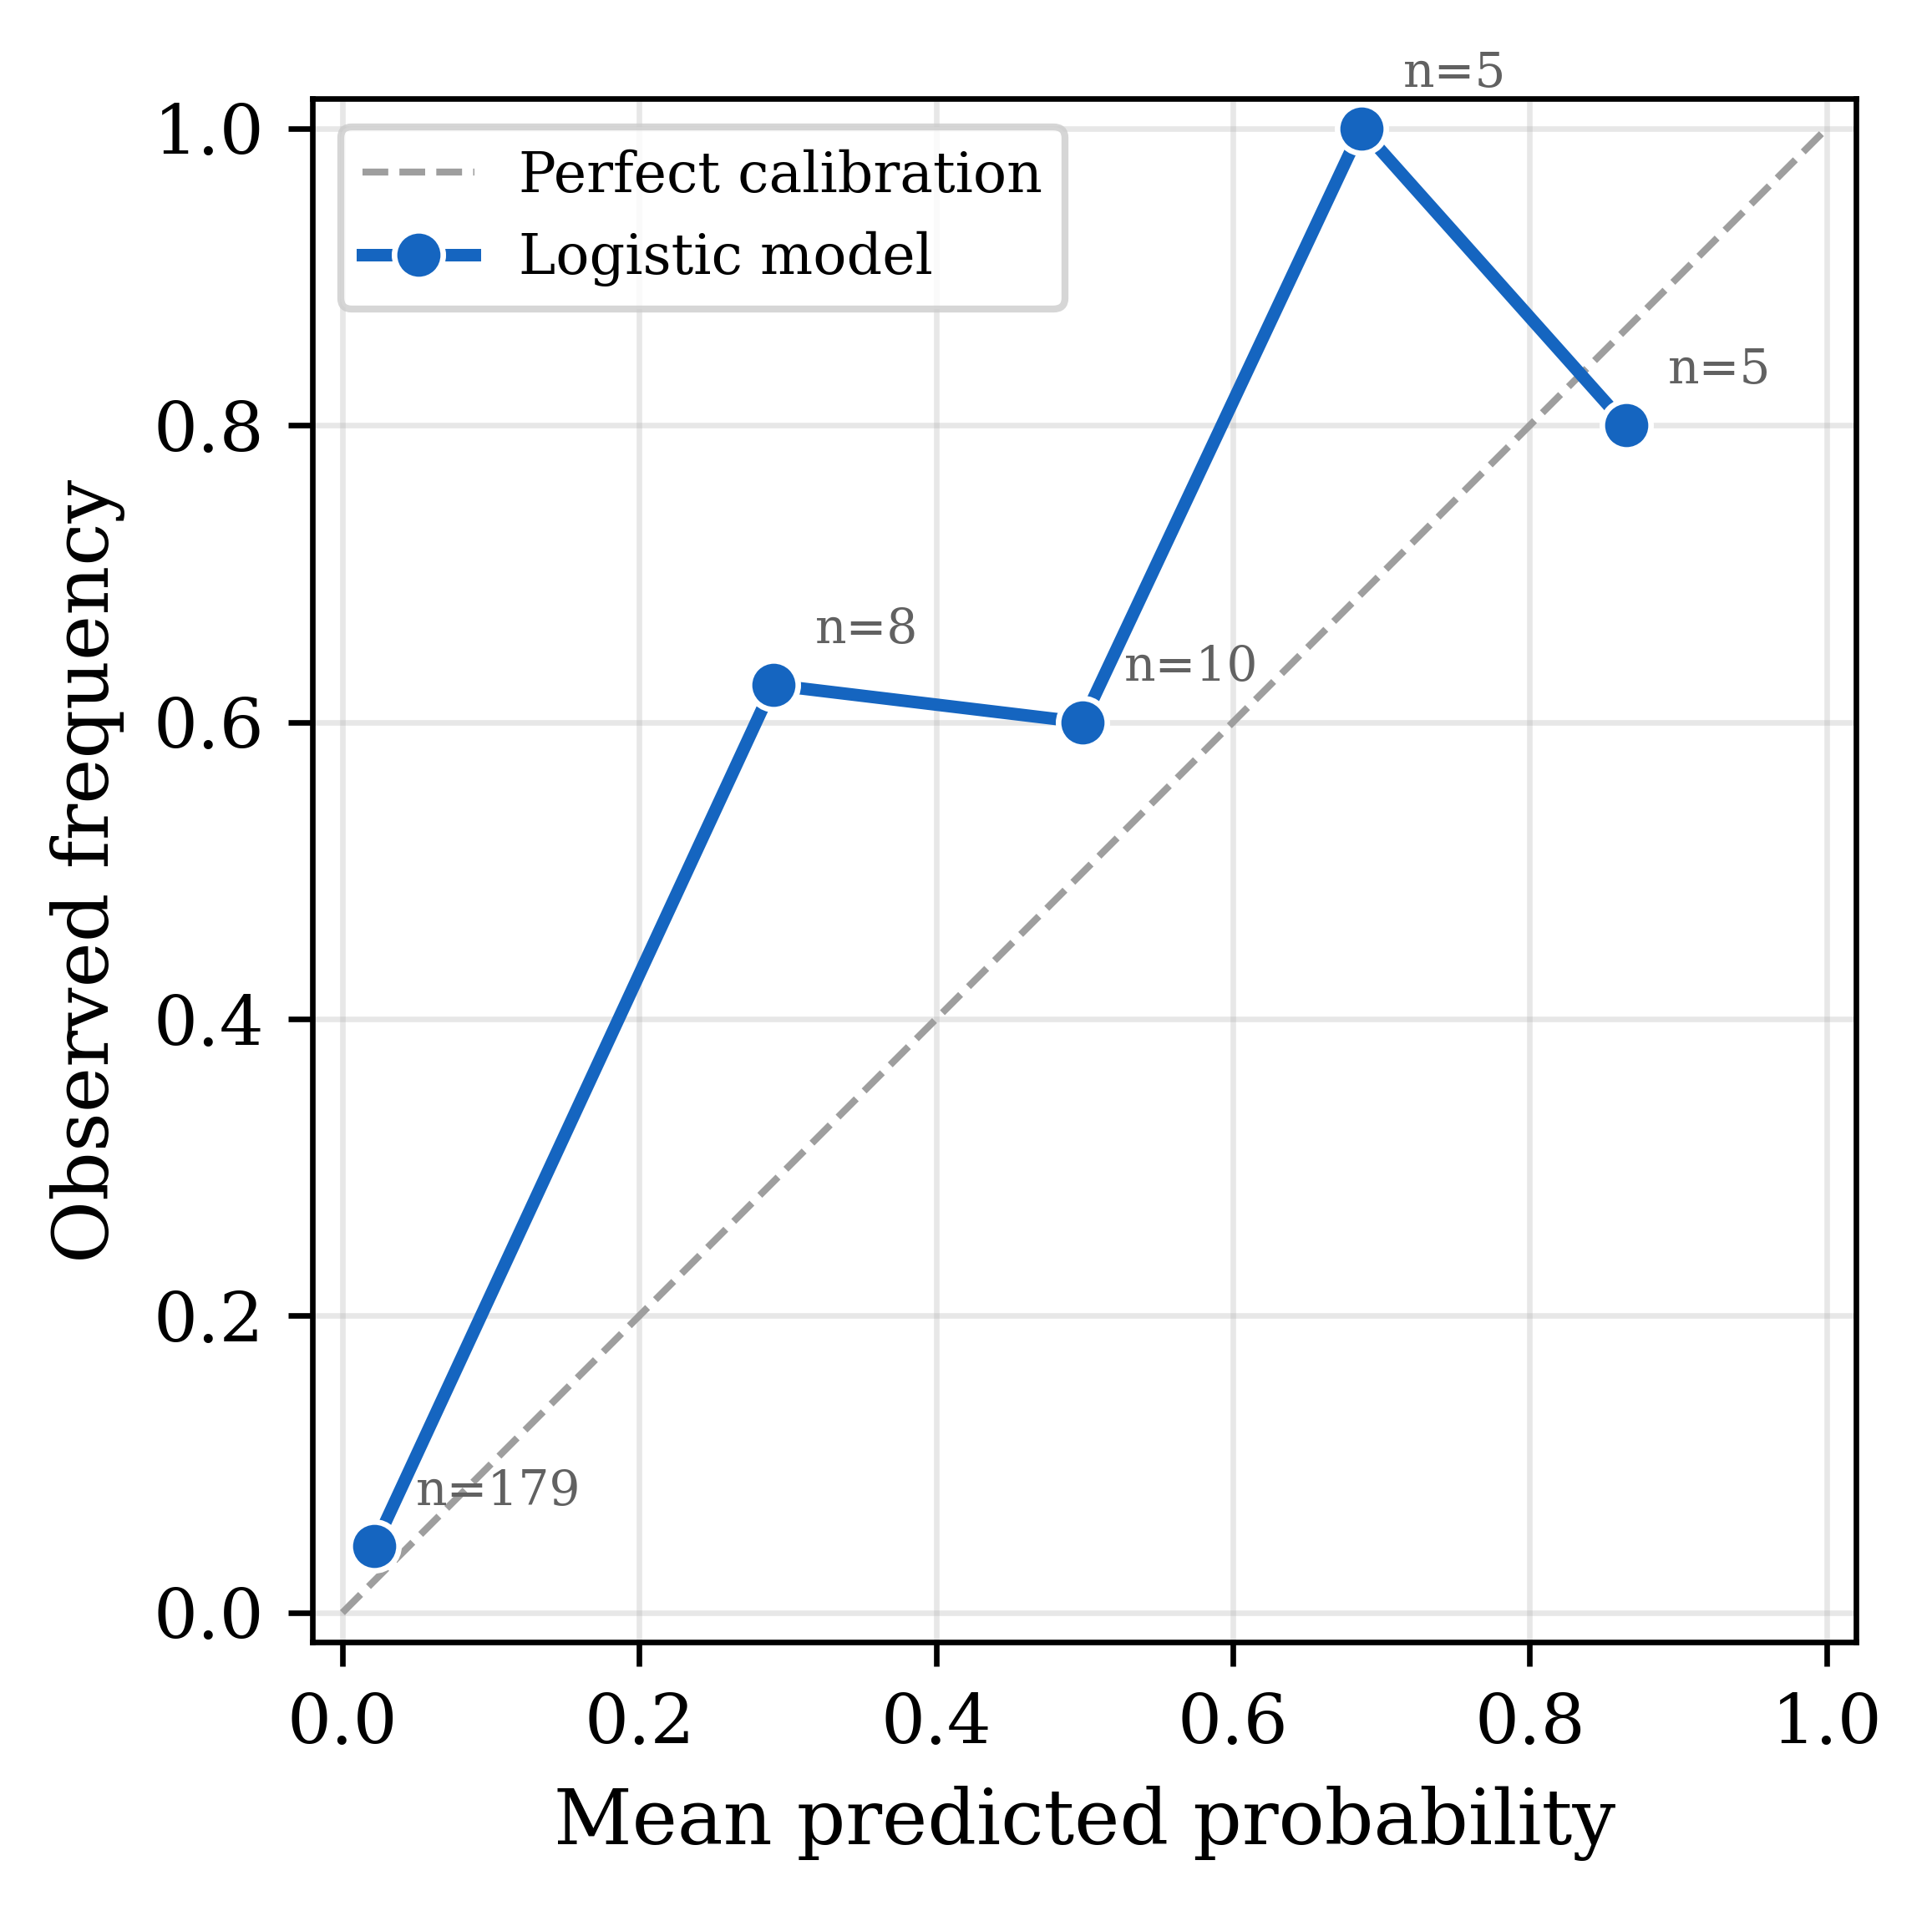 n=5
1.0
Perfect calibration
Logistic model
n=5
0.8
n=8
n=10
0.6
Observed frequency
0.4
0.2
n=179
0.0
0.0 0.2 0.4 0.6 0.8 1.0
Mean predicted probability